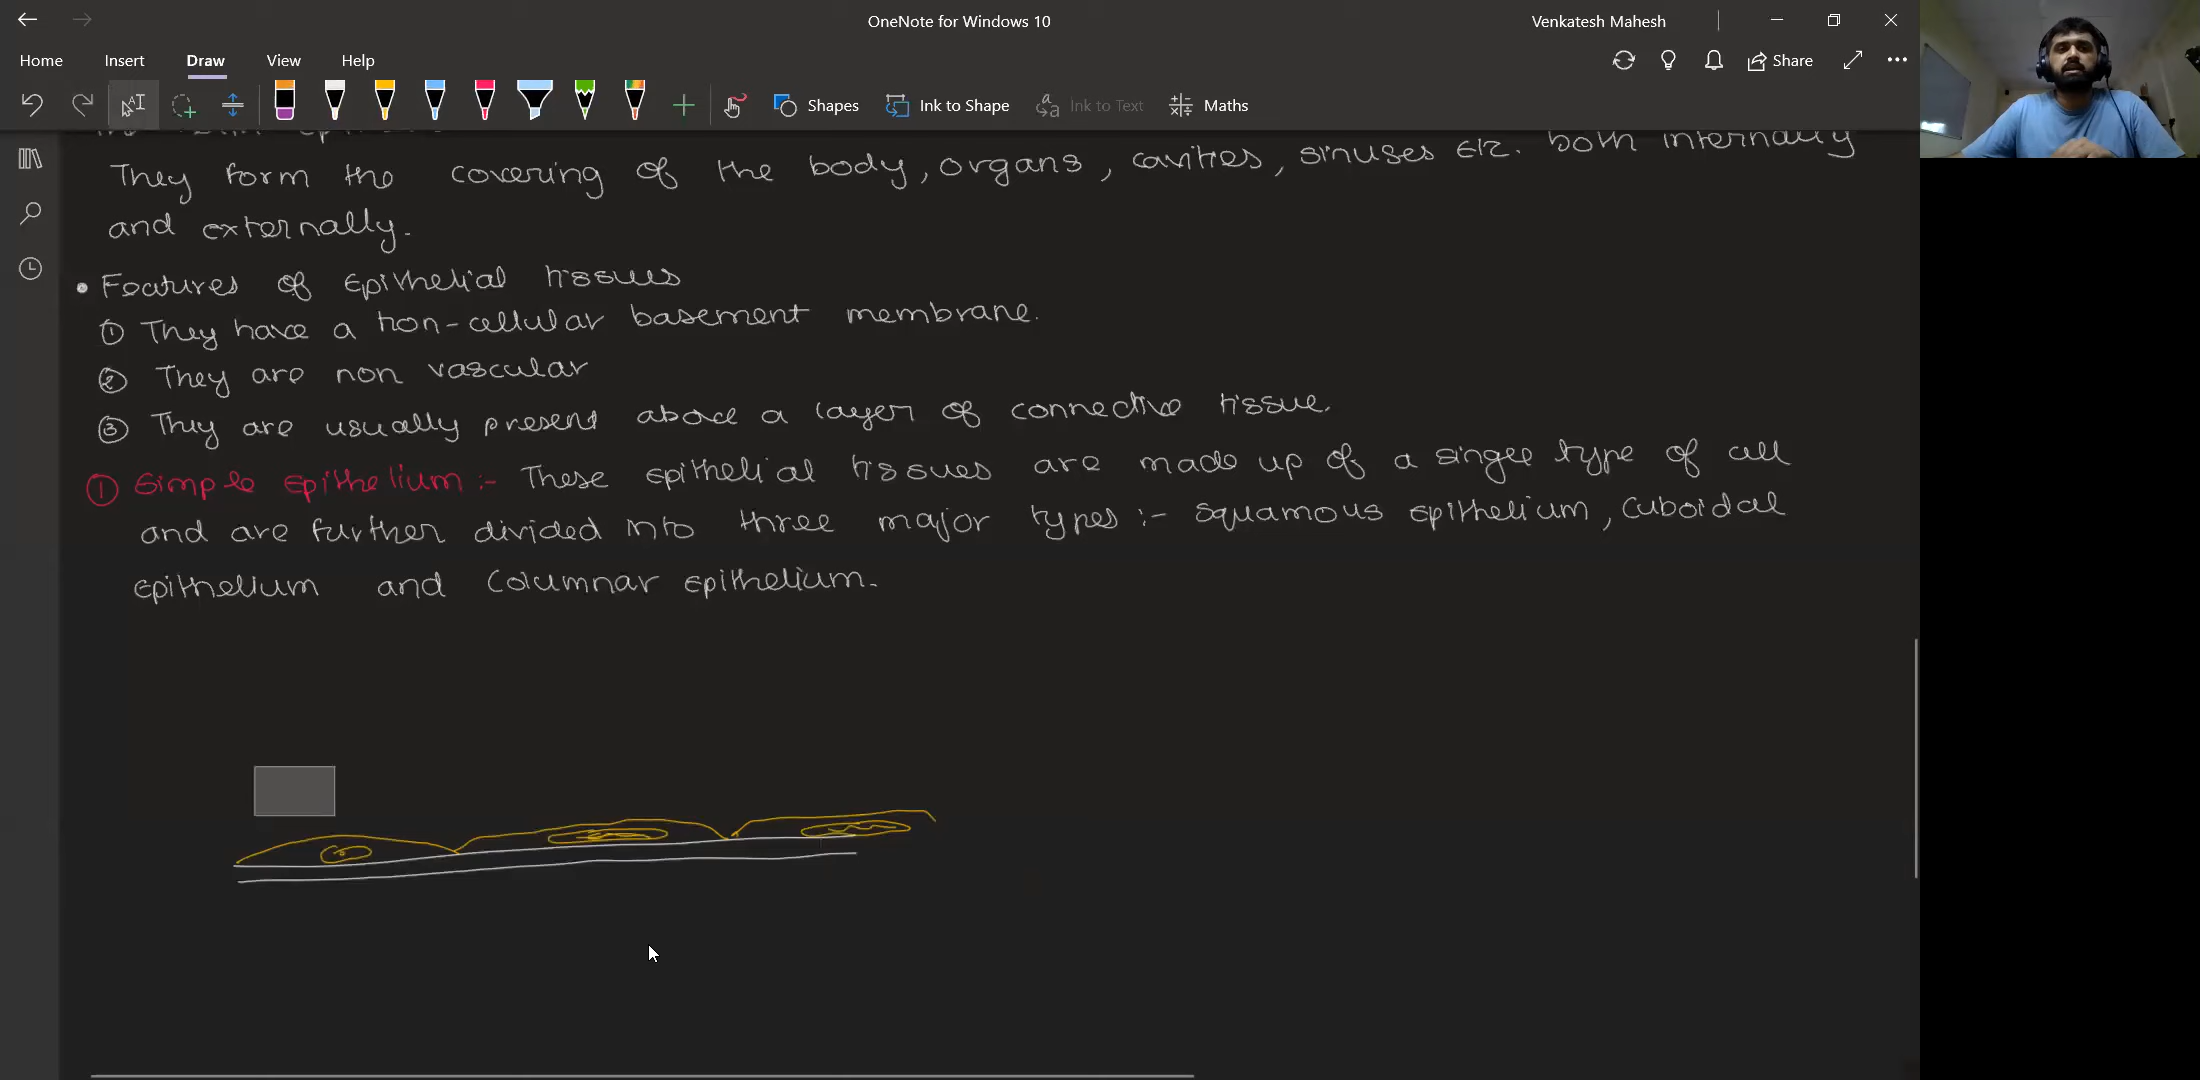 OneNote for Windows 10
Venkatesh Mahesh
Home Insert Draw View Help
Share
Shapes Ink to Shape Ink to Text Maths
They form the covering of the body, organs, cavities, sinuses etc. both internally
and externally.
• Features of Epithelial tissues
① They have a non-cellular basement membrane.
② They are non vascular
③ They are usually present above a layer of connective tissue.
① Simple Epithelium :- These epithelial tissues are made up of a single type of cell
and are further divided into three major types :- squamous epithelium, cuboidal
epithelium and columnar epithelium.